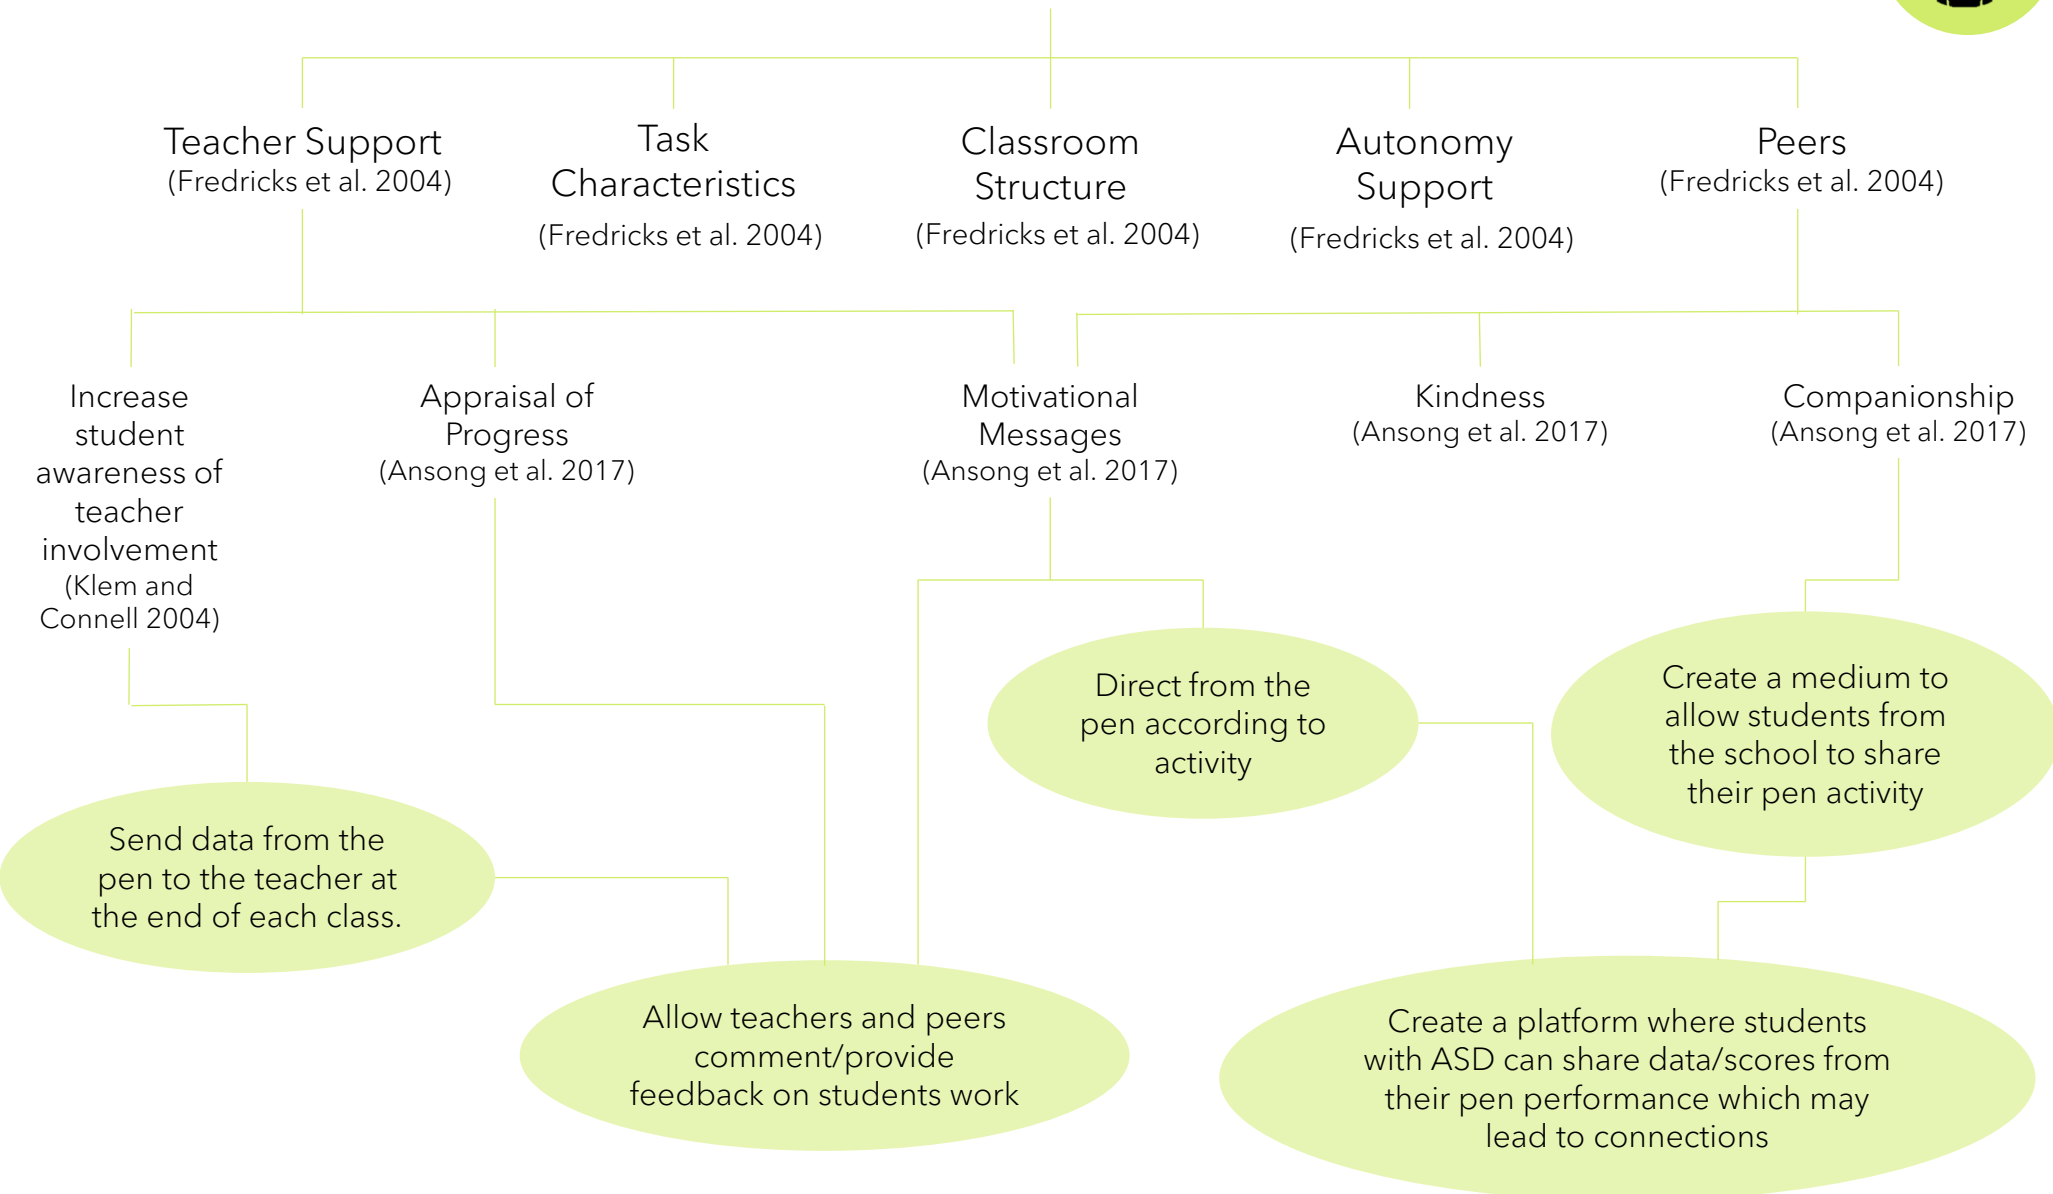 Teacher Support
(Fredricks et al. 2004)
Task
Characteristics
(Fredricks et al. 2004)
Classroom
Structure
(Fredricks et al. 2004)
Autonomy
Support
(Fredricks et al. 2004)
Peers
(Fredricks et al. 2004)
Increase
student
awareness of
teacher
involvement
(Klem and
Connell 2004)
Appraisal of
Progress
(Ansong et al. 2017)
Motivational
Messages
(Ansong et al. 2017)
Kindness
(Ansong et al. 2017)
Companionship
(Ansong et al. 2017)
Direct from the
pen according to
activity
Create a medium to
allow students from
the school to share
their pen activity
Send data from the
pen to the teacher at
the end of each class.
Allow teachers and peers
comment/provide
feedback on students work
Create a platform where students
with ASD can share data/scores from
their pen performance which may
lead to connections